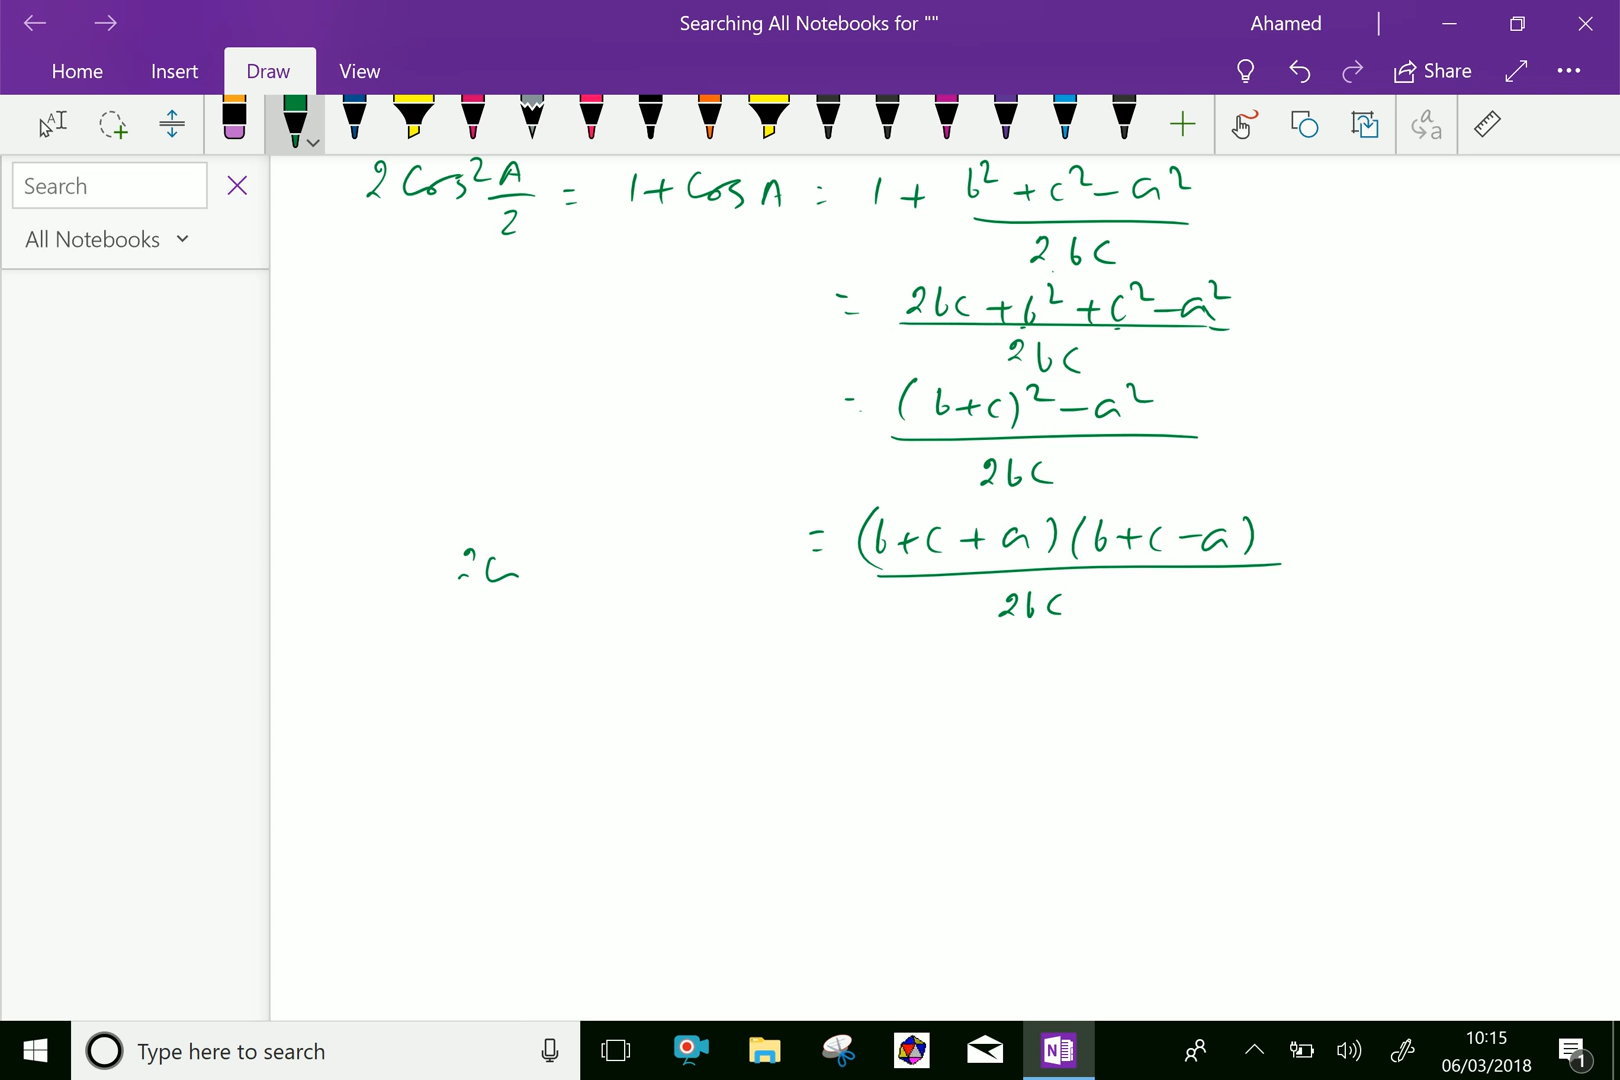 Searching All Notebooks for ""
Ahamed
Home Insert Draw View
Share
Search
All Notebooks
2 Cos² A/2 = 1 + Cos A = 1 + (b² + c² - a²)/2bc
= (2bc + b² + c² - a²)/2bc
= ((b+c)² - a²)/2bc
= (b+c+a)(b+c-a)/2bc
Type here to search
10:15
06/03/2018
1